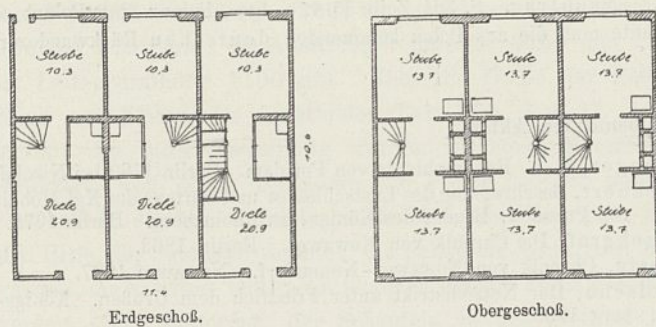 Stube Stube Stube
10,3 10,3 10,3
10,0
Diele Diele Diele
20,9 20,9 20,9
11,4
Erdgeschoß.
Stube Stube Stube
13,7 13,7 13,7
Stube Stube Stube
13,7 13,7 13,7
Obergeschoß.